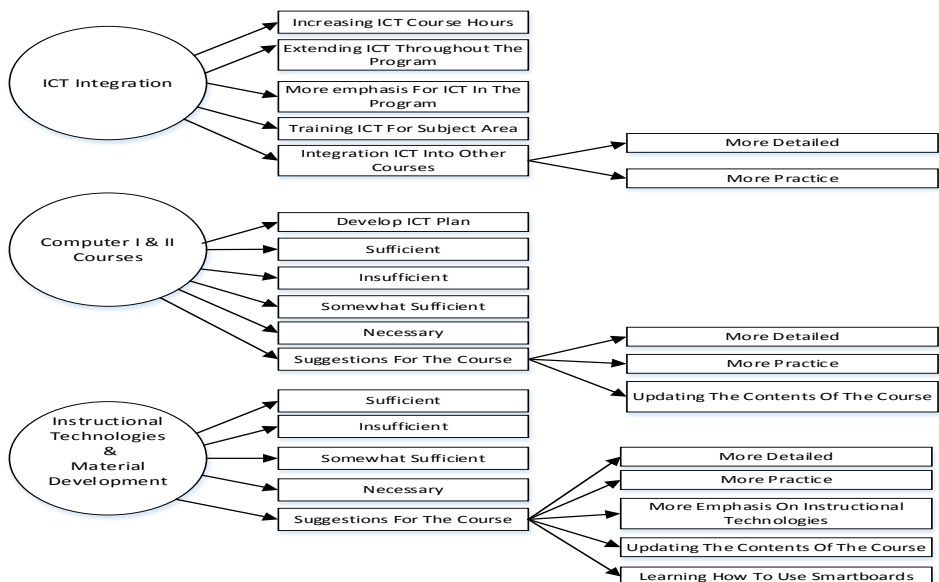 ICT Integration
Increasing ICT Course Hours
Extending ICT Throughout The
Program
More emphasis For ICT In The
Program
Training ICT For Subject Area
Integration ICT Into Other
Courses
More Detailed
More Practice
Computer I & II
Courses
Develop ICT Plan
Sufficient
Insufficient
Somewhat Sufficient
Necessary
Suggestions For The Course
More Detailed
More Practice
Updating The Contents Of The Course
Instructional
Technologies
&
Material
Development
Sufficient
Insufficient
Somewhat Sufficient
Necessary
Suggestions For The Course
More Detailed
More Practice
More Emphasis On Instructional
Technologies
Updating The Contents Of The Course
Learning How To Use Smartboards